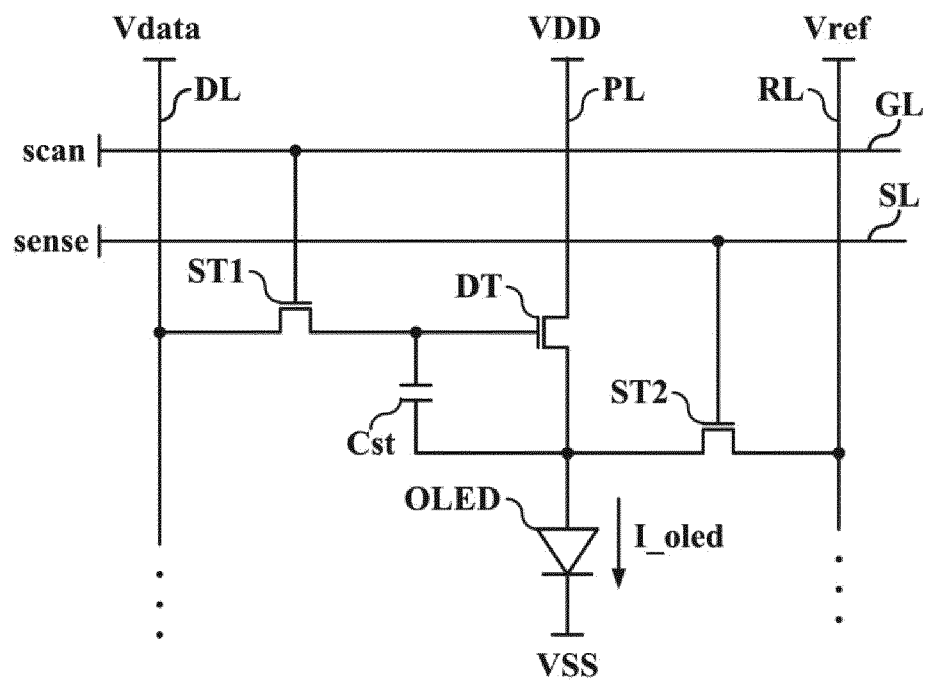 Vdata
VDD
Vref
DL
PL
RL
GL
scan
SL
sense
ST1
DT
ST2
Cst
OLED
I_oled
VSS